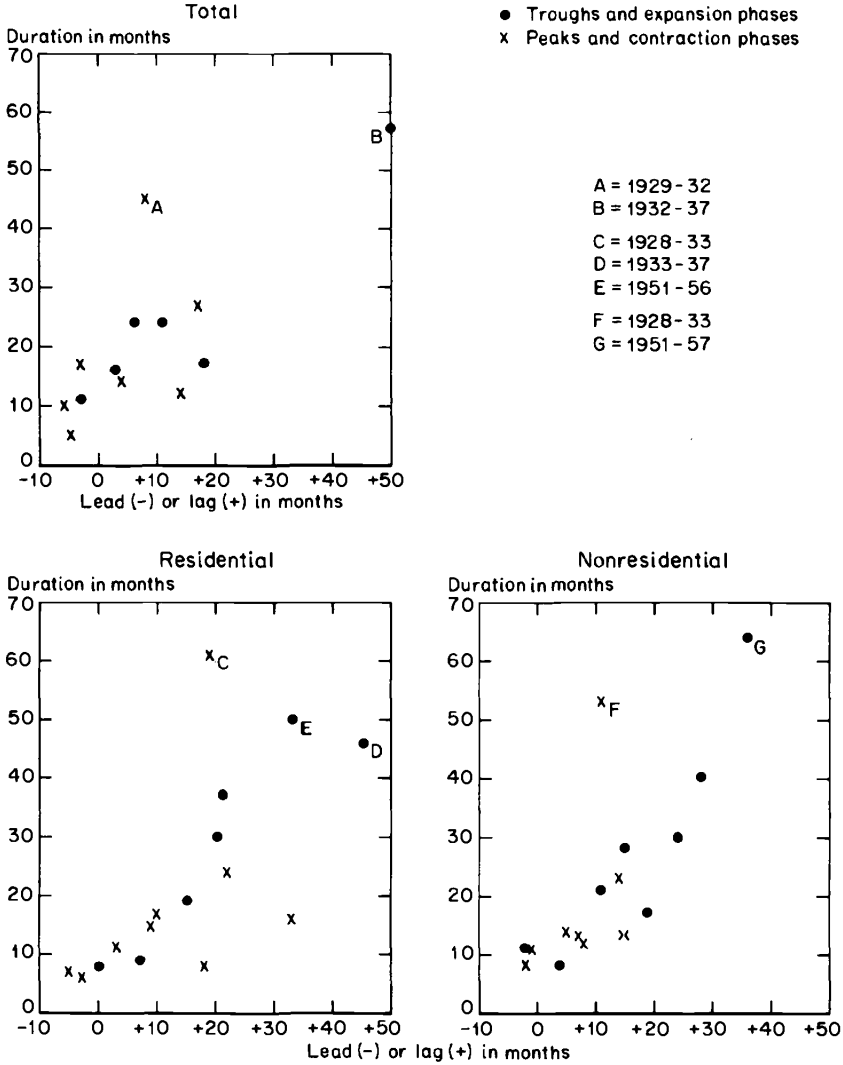 Total
Duration in months
● Troughs and expansion phases
x Peaks and contraction phases
70
60
50
40
30
20
10
0
-10 0 +10 +20 +30 +40 +50
Lead (-) or lag (+) in months
A
B
A = 1929-32
B = 1932-37
C = 1928-33
D = 1933-37
E = 1951-56
F = 1928-33
G = 1951-57
Residential
Duration in months
70
60
50
40
30
20
10
0
-10 0 +10 +20 +30 +40 +50
C
E
D
Nonresidential
Duration in months
70
60
50
40
30
20
10
0
-10 0 +10 +20 +30 +40 +50
G
F
Lead (-) or lag (+) in months